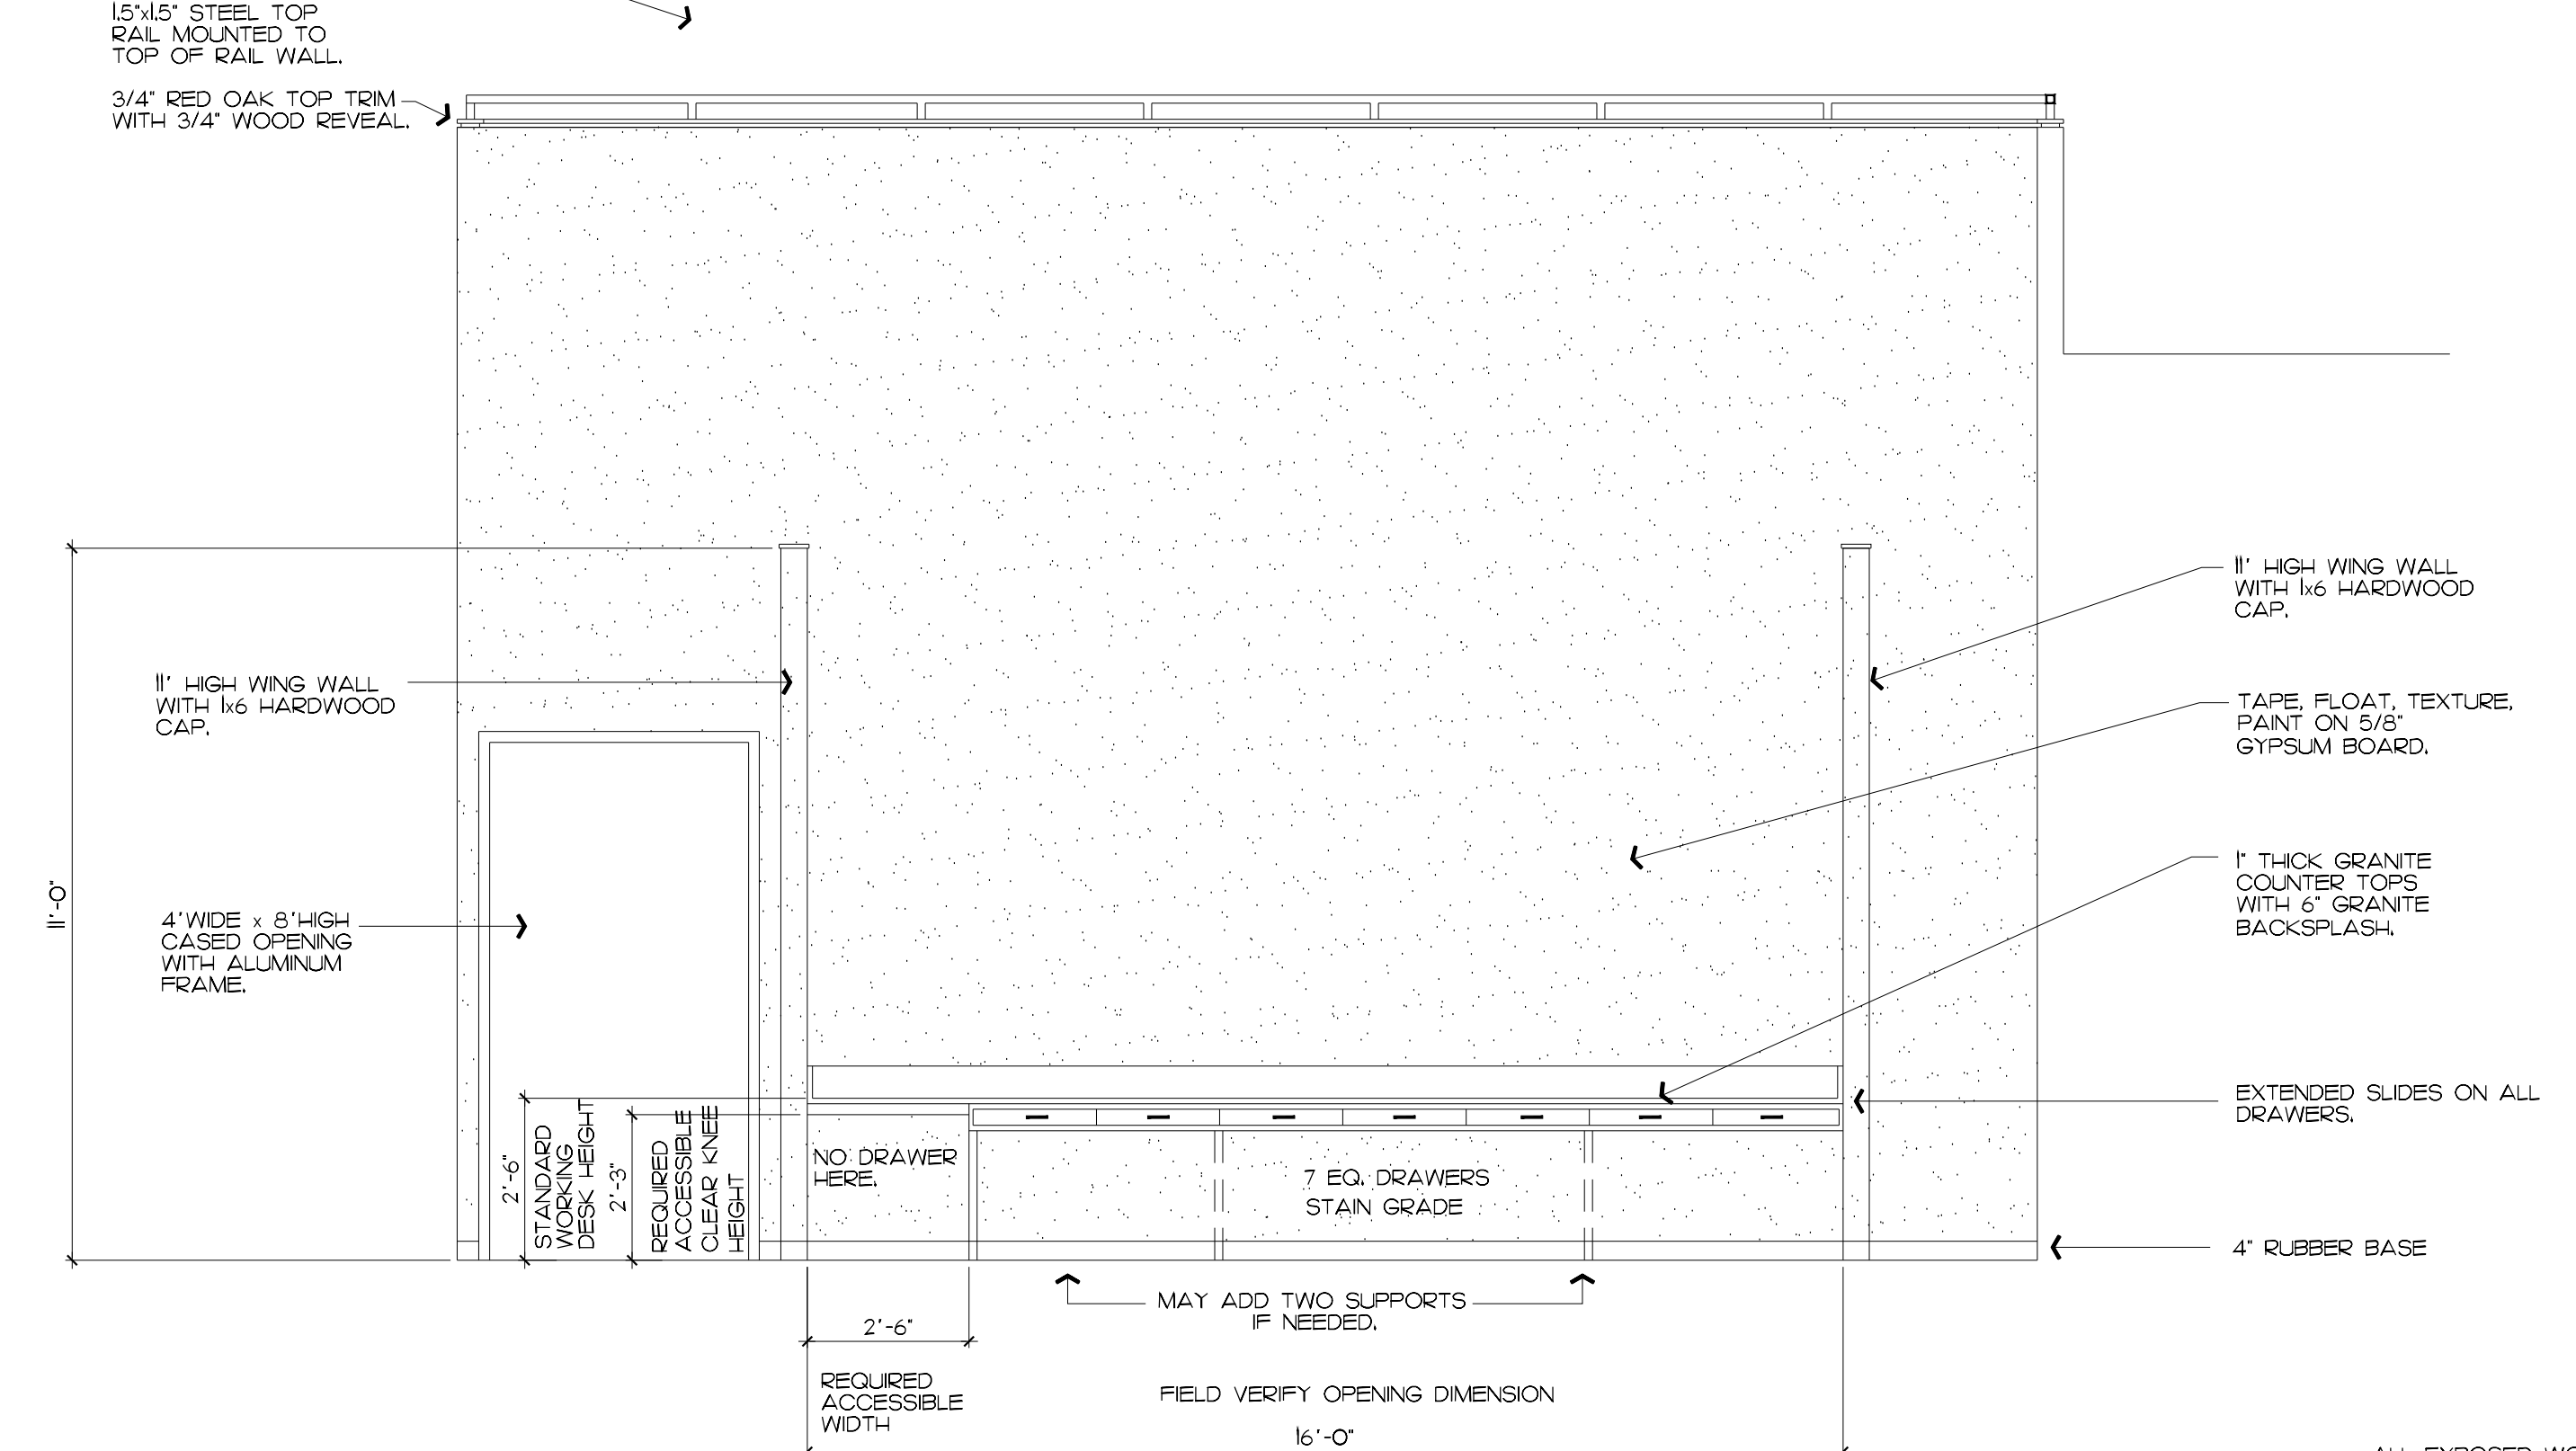 1.5"x1.5" STEEL TOP
RAIL MOUNTED TO
TOP OF RAIL WALL.
3/4" RED OAK TOP TRIM
WITH 3/4" WOOD REVEAL.
11' HIGH WING WALL
WITH 1x6 HARDWOOD
CAP.
11' HIGH WING WALL
WITH 1x6 HARDWOOD
CAP.
TAPE, FLOAT, TEXTURE,
PAINT ON 5/8"
GYPSUM BOARD.
11'-0"
4'WIDE x 8'HIGH
CASED OPENING
WITH ALUMINUM
FRAME.
1" THICK GRANITE
COUNTER TOPS
WITH 6" GRANITE
BACKSPLASH.
EXTENDED SLIDES ON ALL
DRAWERS.
2'-6"
STANDARD
WORKING
DESK HEIGHT
2'-3"
REQUIRED
ACCESSIBLE
CLEAR KNEE
HEIGHT
NO DRAWER
HERE.
7 EQ. DRAWERS
STAIN GRADE
4" RUBBER BASE
MAY ADD TWO SUPPORTS
IF NEEDED.
2'-6"
REQUIRED
ACCESSIBLE
WIDTH
FIELD VERIFY OPENING DIMENSION
16'-0"
ALL EXPOSED